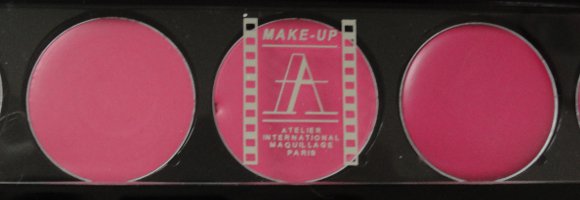 MAKE-UP
A
ATELIER
INTERNATIONAL
MAQUILLAGE
PARIS